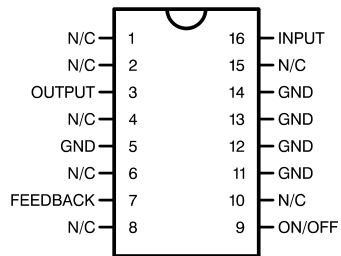 N/C 1 16 INPUT
N/C 2 15 N/C
OUTPUT 3 14 GND
N/C 4 13 GND
GND 5 12 GND
N/C 6 11 GND
FEEDBACK 7 10 N/C
N/C 8 9 ON/OFF